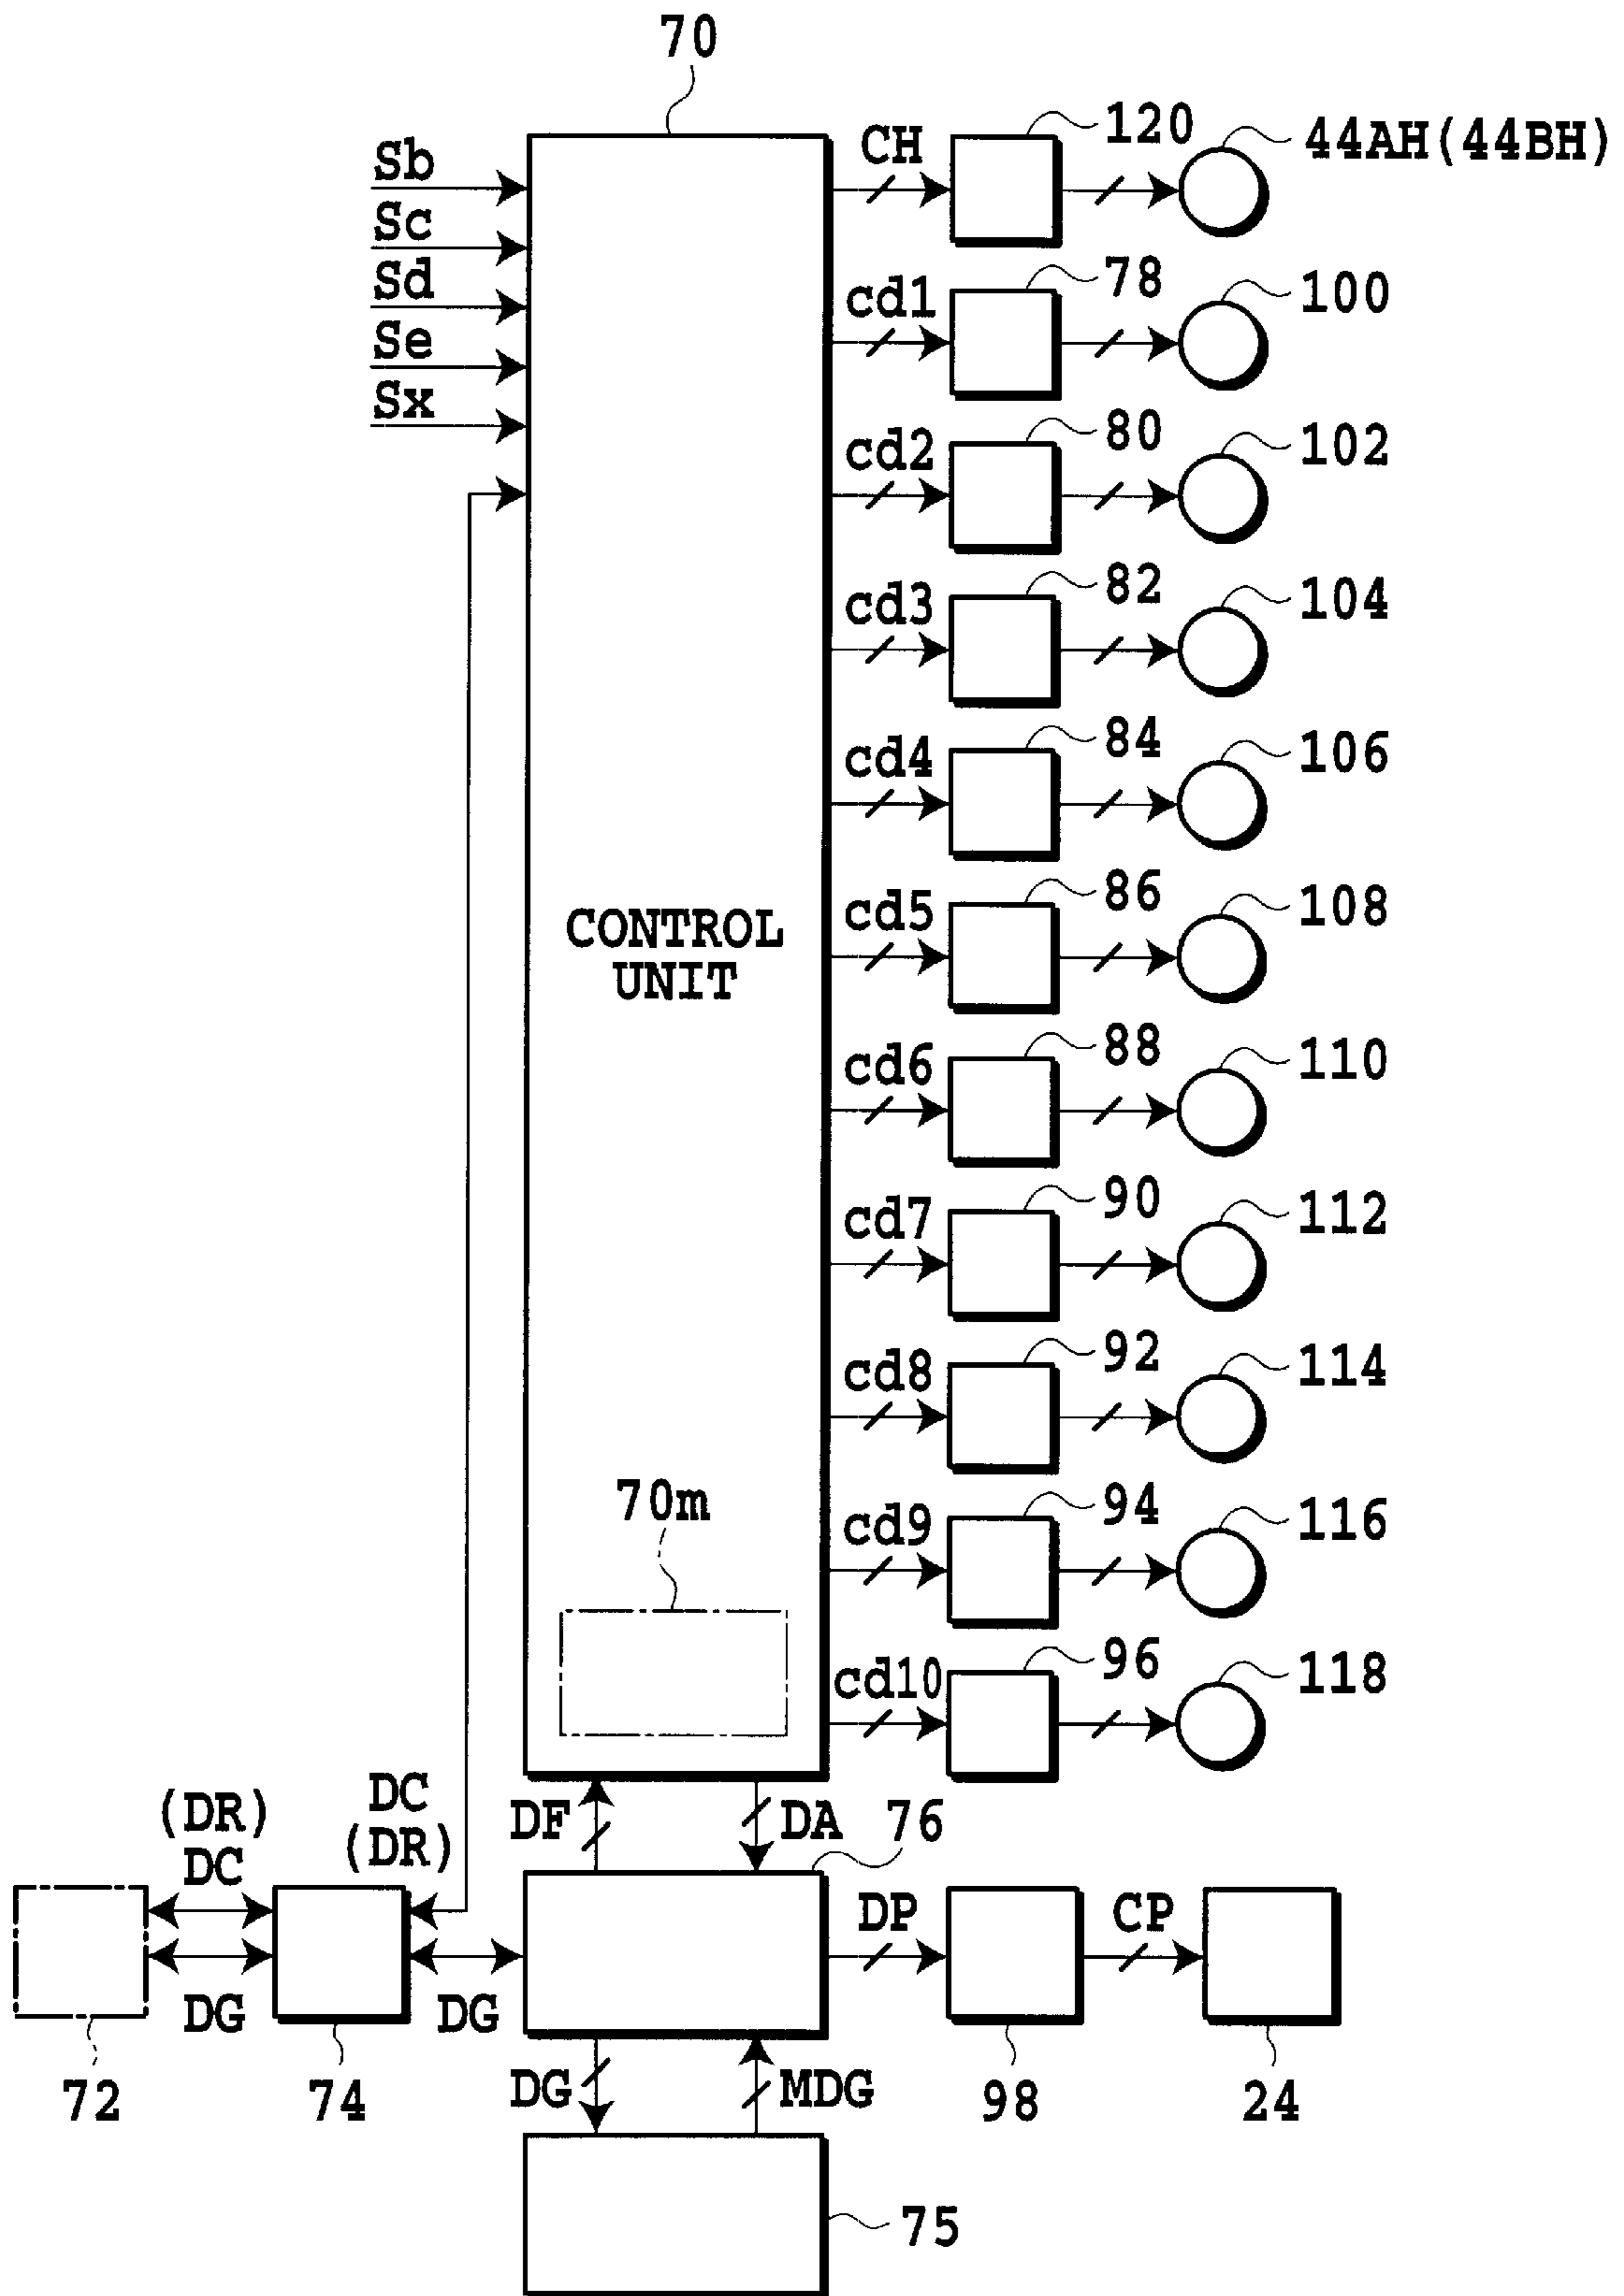 70
120
44AH(44BH)
Sb
CH
Sc
Sd
78
100
cd1
Se
Sx
80
102
cd2
82
104
cd3
84
106
cd4
86
108
cd5
CONTROL
UNIT
88
110
cd6
90
112
cd7
92
114
cd8
70m
94
116
cd9
96
118
cd10
(DR)
DC
DC
(DR)
DF
DA
76
DP
CP
DG
DG
72
74
DG
MDG
98
24
75